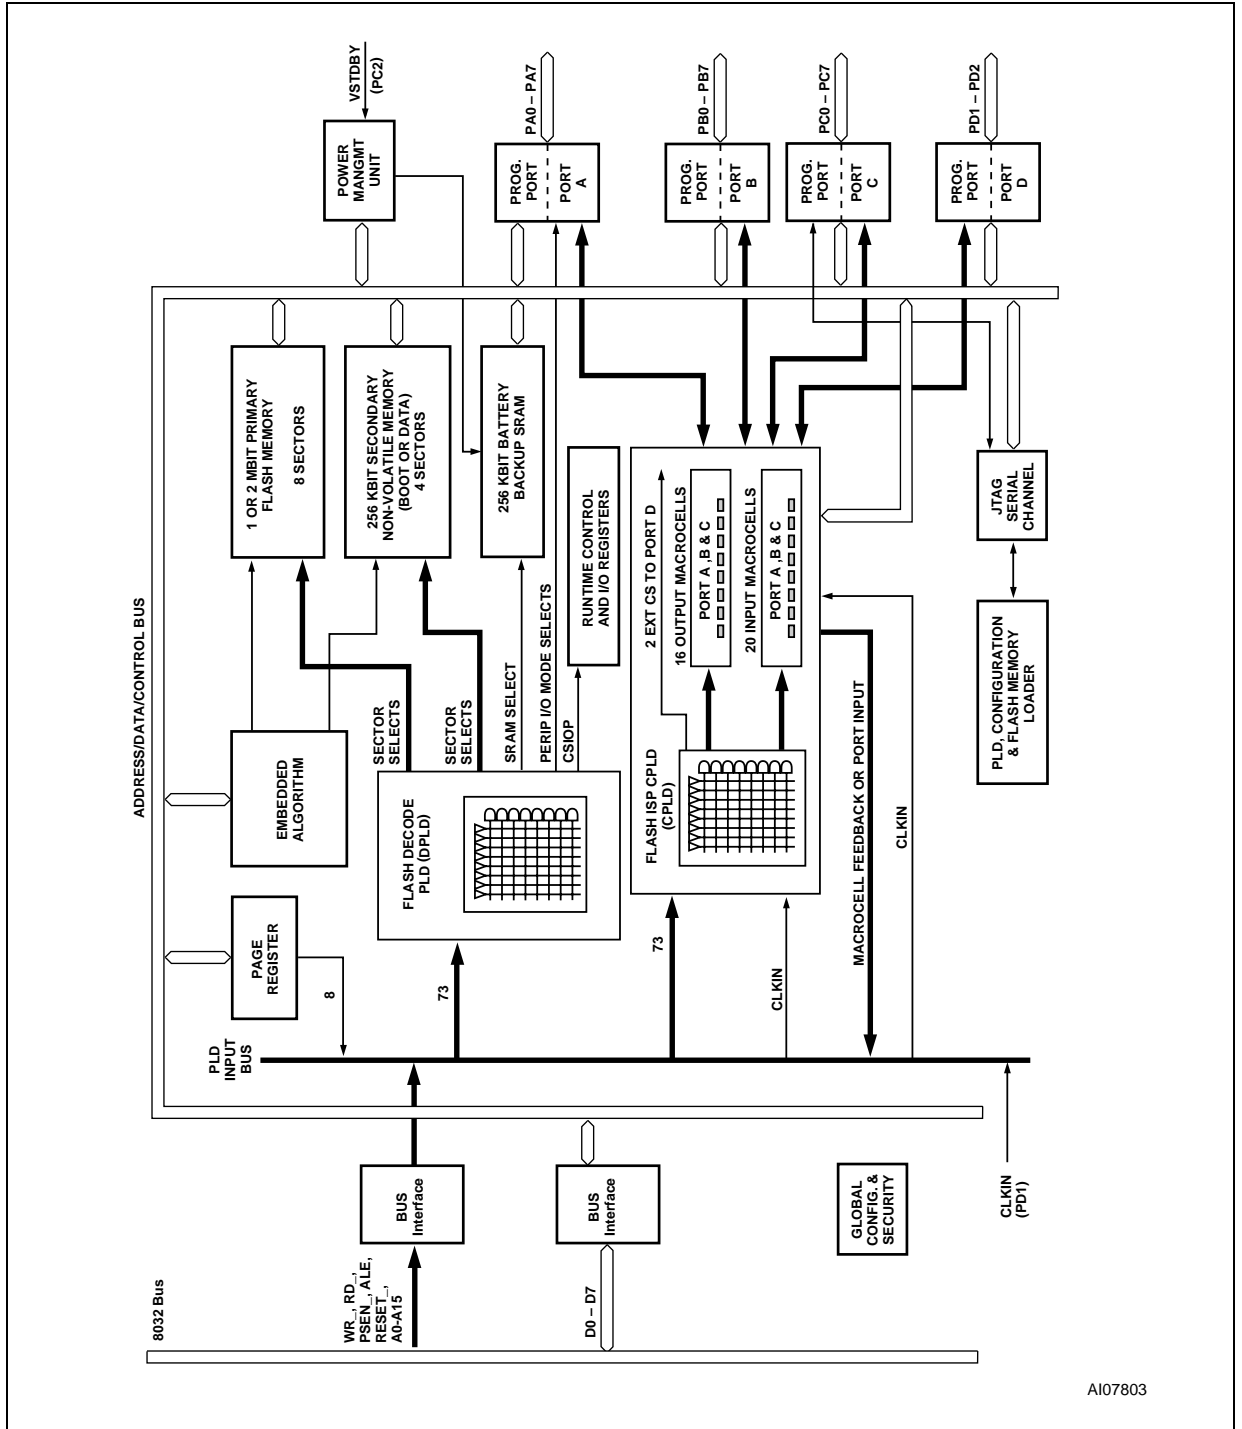 8032 Bus
WR_, RD_,
PSEN_, ALE,
RESET_,
A0-A15
BUS
Interface
D0 – D7
BUS
Interface
GLOBAL
CONFIG. &
SECURITY
CLKIN
(PD1)
PLD
INPUT
BUS
ADDRESS/DATA/CONTROL BUS
PAGE
REGISTER
8
EMBEDDED
ALGORITHM
73
FLASH DECODE
PLD (DPLD)
SECTOR
SELECTS
SECTOR
SELECTS
SRAM SELECT
PERIP I/O MODE SELECTS
CSIOP
1 OR 2 MBIT PRIMARY
FLASH MEMORY
8 SECTORS
256 KBIT SECONDARY
NON-VOLATILE MEMORY
(BOOT OR DATA)
4 SECTORS
256 KBIT BATTERY
BACKUP SRAM
RUNTIME CONTROL
AND I/O REGISTERS
73
CLKIN
FLASH ISP CPLD
(CPLD)
2 EXT CS TO PORT D
16 OUTPUT MACROCELLS
PORT A ,B & C
20 INPUT MACROCELLS
PORT A ,B & C
MACROCELL FEEDBACK OR PORT INPUT
CLKIN
PLD, CONFIGURATION
& FLASH MEMORY
LOADER
JTAG
SERIAL
CHANNEL
VSTDBY
(PC2)
POWER
MANGMT
UNIT
PROG.
PORT
PORT
A
PA0 – PA7
PROG.
PORT
PORT
B
PB0 – PB7
PROG.
PORT
PORT
C
PC0 – PC7
PROG.
PORT
PORT
D
PD1 – PD2
AI07803